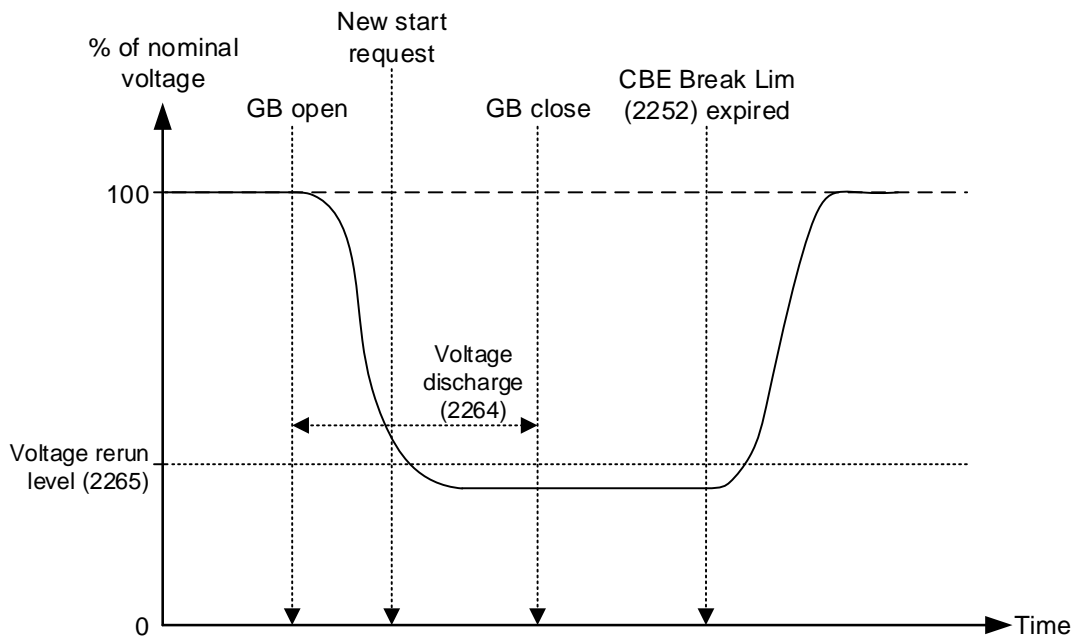 New start
request
% of nominal
voltage
GB open
GB close
CBE Break Lim
(2252) expired
100
Voltage
discharge
(2264)
Voltage rerun
level (2265)
0
Time